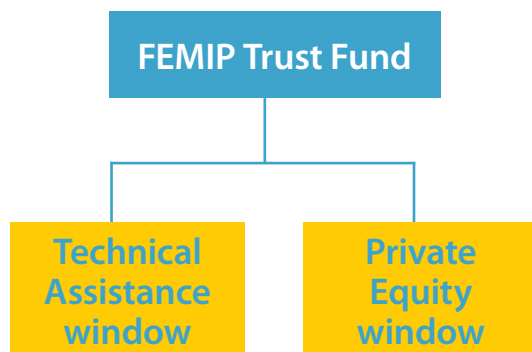 FEMIP Trust Fund
Technical
Assistance
window
Private
Equity
window